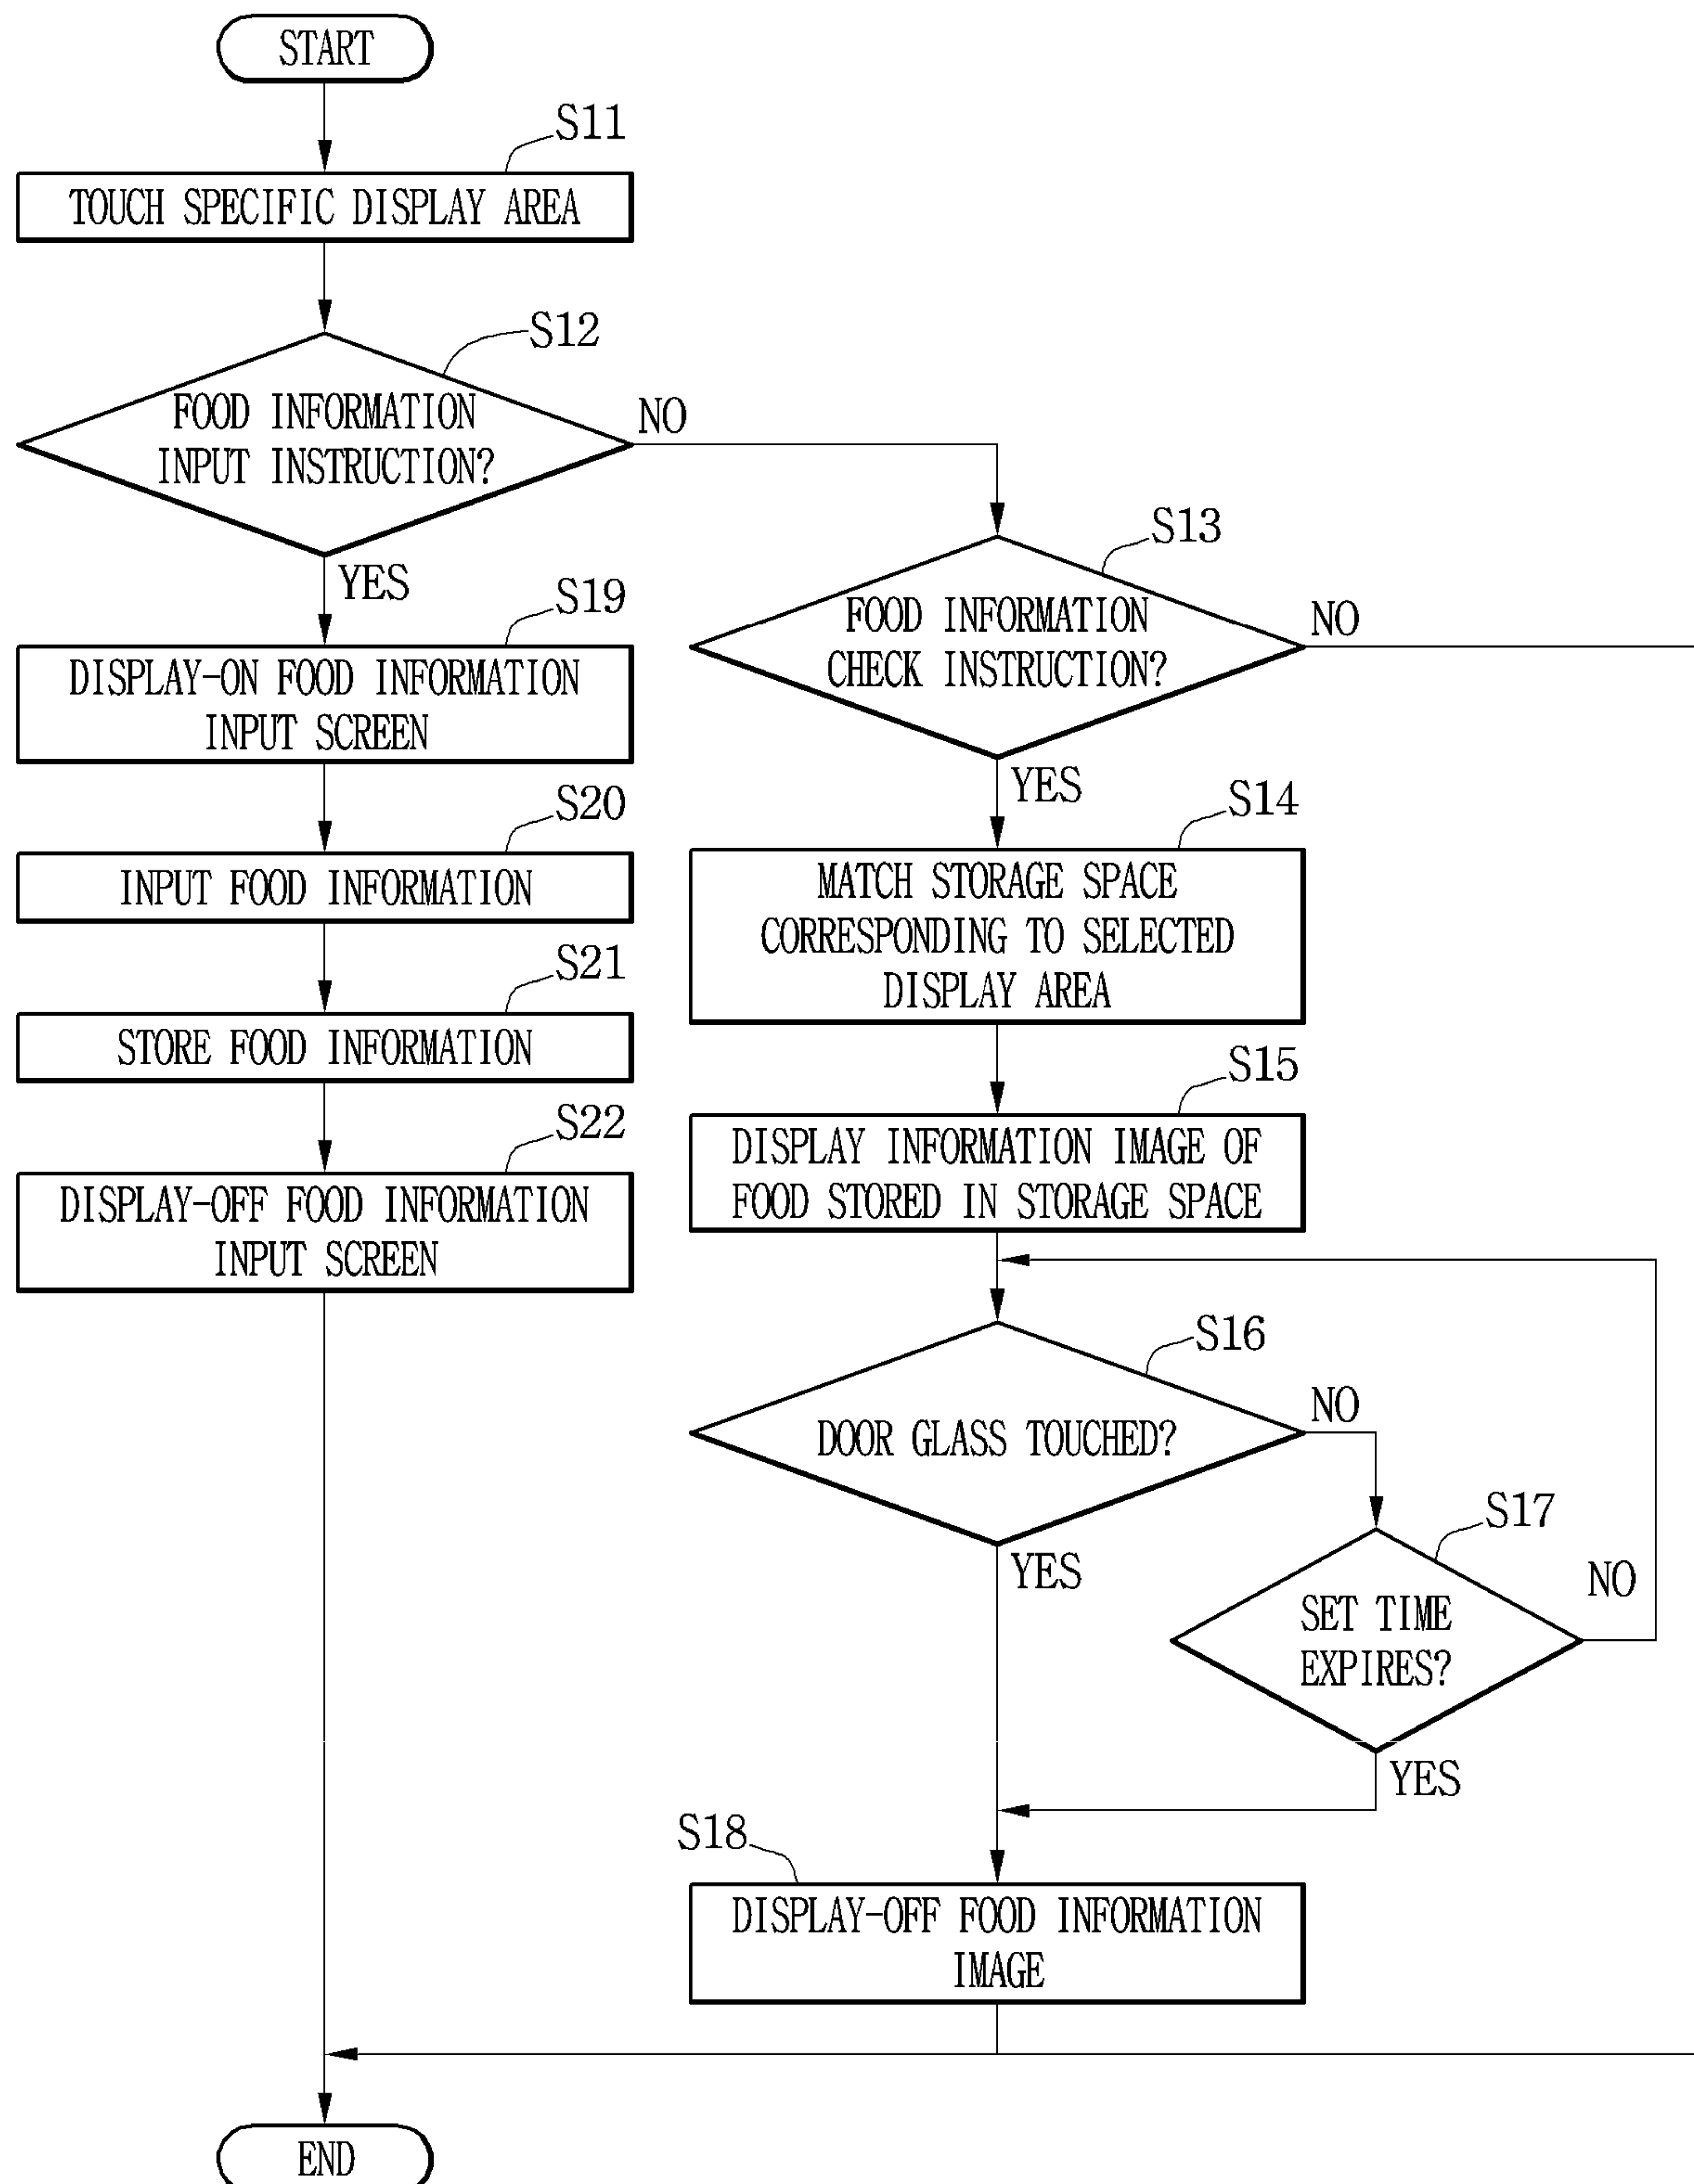 START
S11
TOUCH SPECIFIC DISPLAY AREA
S12
FOOD INFORMATION
INPUT INSTRUCTION?
NO
YES
S19
DISPLAY-ON FOOD INFORMATION
INPUT SCREEN
S20
INPUT FOOD INFORMATION
S21
STORE FOOD INFORMATION
S22
DISPLAY-OFF FOOD INFORMATION
INPUT SCREEN
S13
FOOD INFORMATION
CHECK INSTRUCTION?
NO
YES
S14
MATCH STORAGE SPACE
CORRESPONDING TO SELECTED
DISPLAY AREA
S15
DISPLAY INFORMATION IMAGE OF
FOOD STORED IN STORAGE SPACE
S16
DOOR GLASS TOUCHED?
NO
YES
S17
SET TIME
EXPIRES?
NO
YES
S18
DISPLAY-OFF FOOD INFORMATION
IMAGE
END